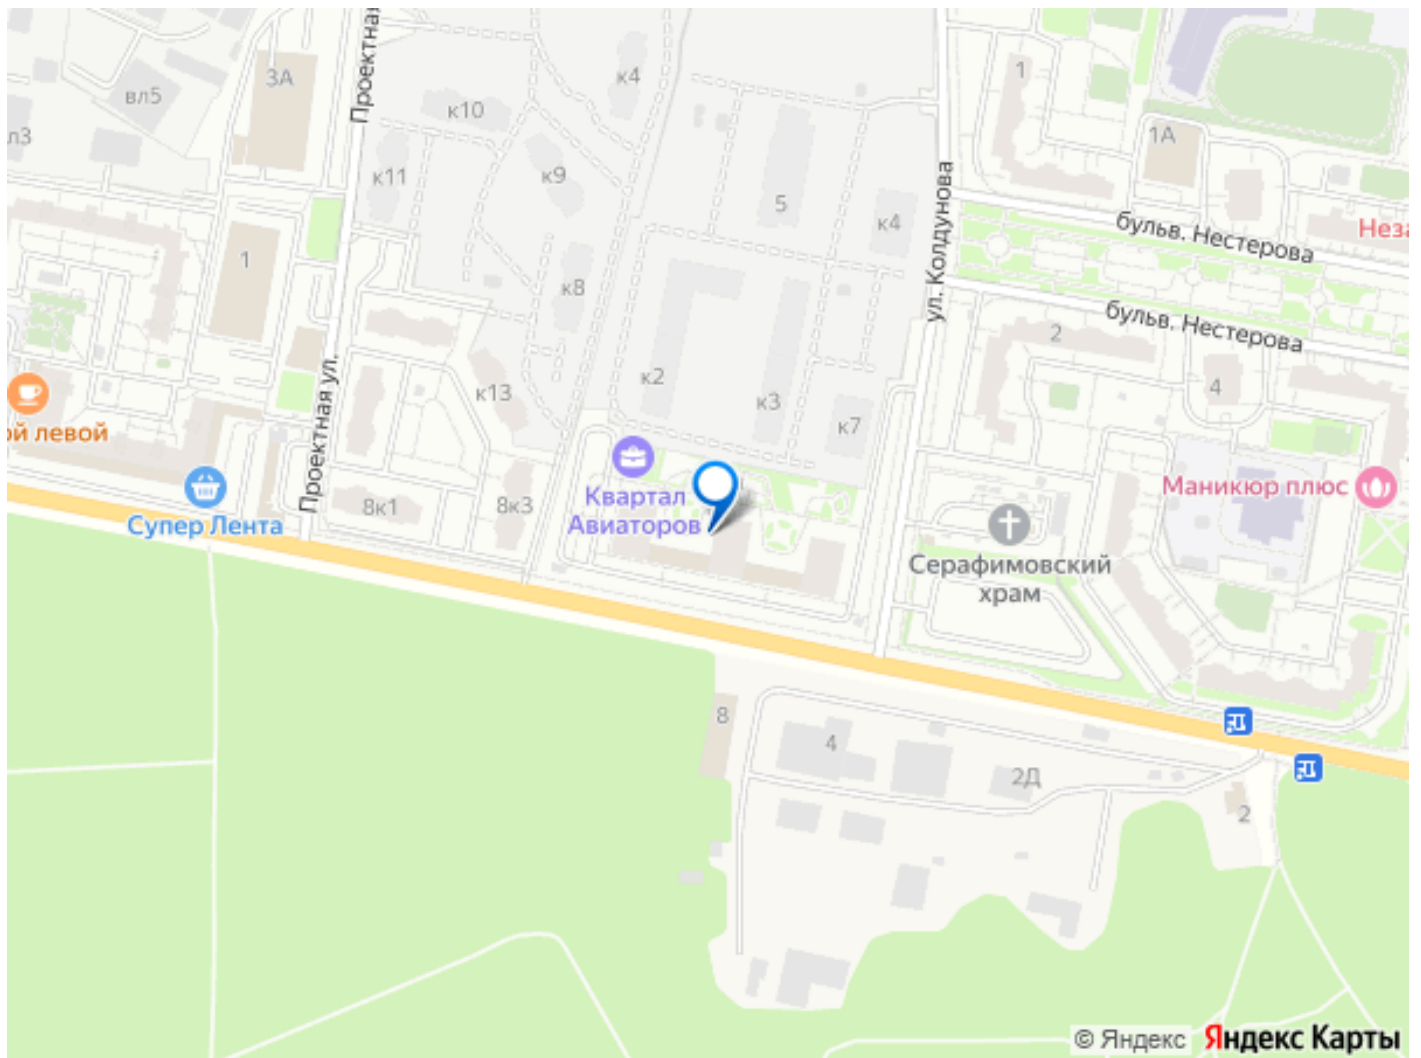 Проектная
3А
вл5
л3
к4
к10
к11
к9
1
1А
5
к4
бульв. Нестерова
Неза
ул. Колдунова
1
к8
бульв. Нестерова
2
4
к2
к3
к13
к7
Проектная ул.
ой левой
Квартал
Авиаторов
Супер Лента
8к1
8к3
Маникюр плюс
Серафимовский
храм
8
4
2Д
2
© Яндекс
Яндекс Карты